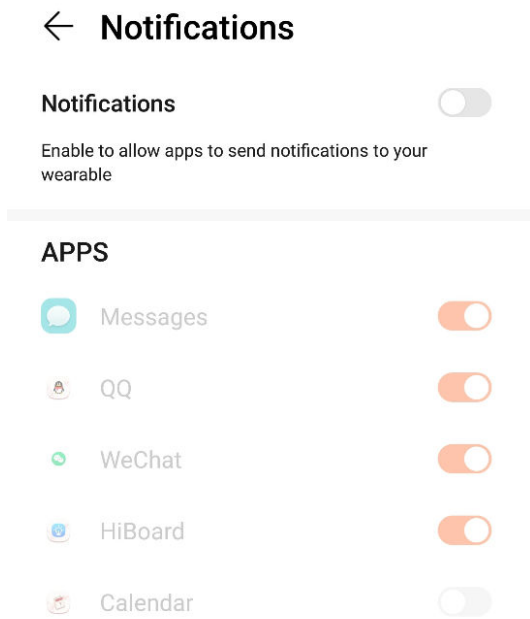 Notifications
Notifications
Enable to allow apps to send notifications to your
wearable
APPS
Messages
QQ
WeChat
HiBoard
Calendar